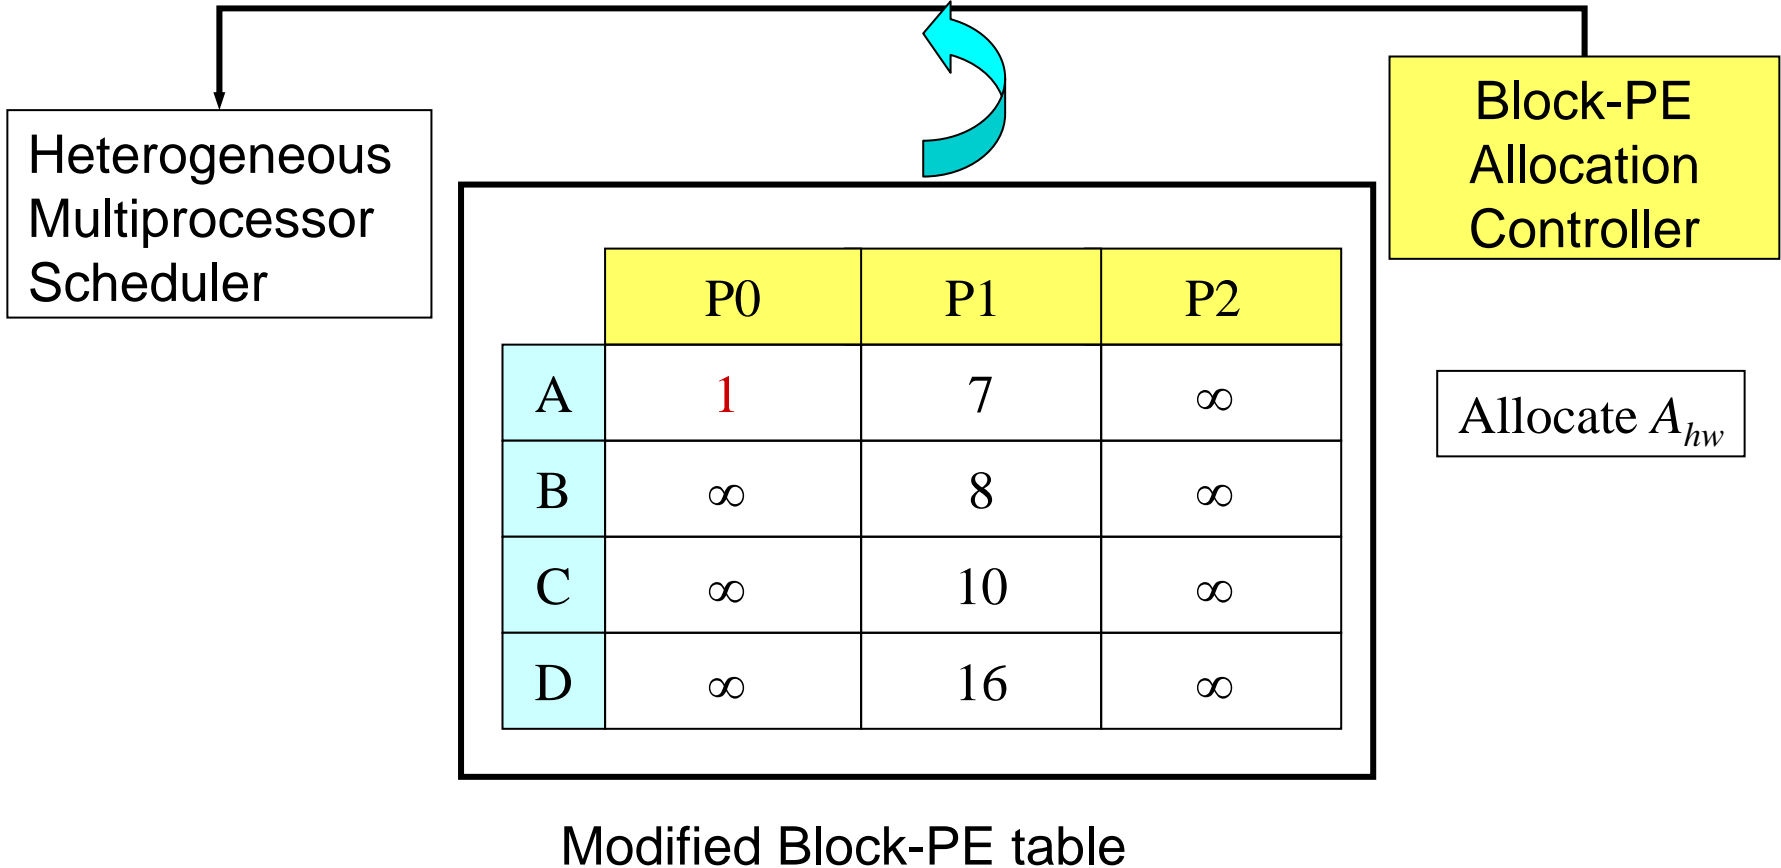 Heterogeneous
Multiprocessor
Scheduler
Block-PE
Allocation
Controller
P0 P1 P2
A 1 7 ∞
B ∞ 8 ∞
C ∞ 10 ∞
D ∞ 16 ∞
Allocate A_hw
Modified Block-PE table